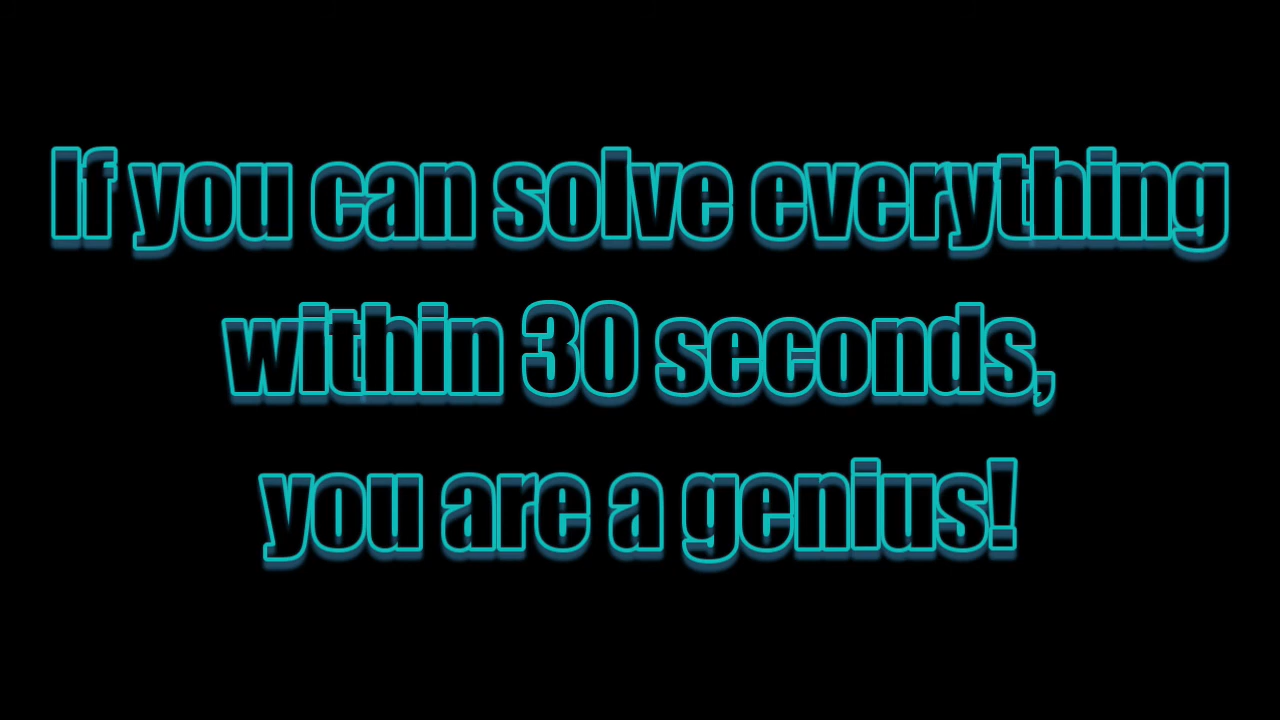 If you can solve everything
within 30 seconds,
you are a genius!